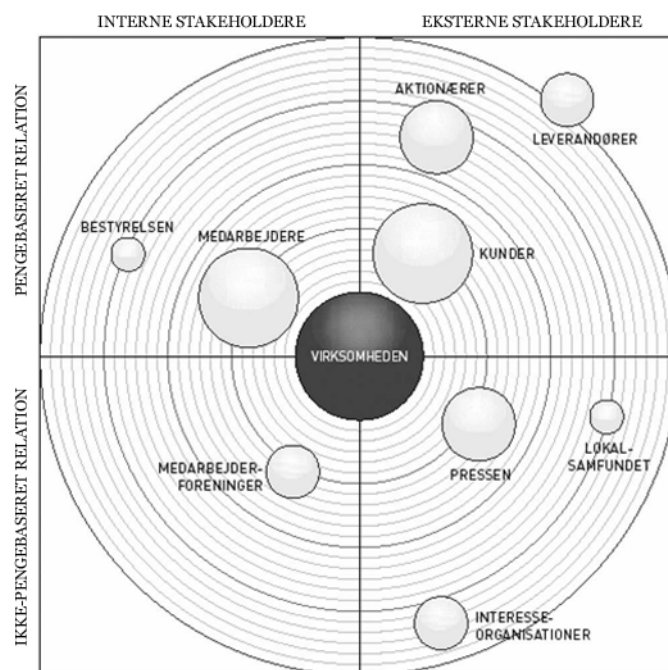 INTERNE STAKEHOLDERE
EKSTERNE STAKEHOLDERE
PENGEBASERET RELATION
AKTIONÆRER
LEVERANDØRER
BESTYRELSEN
MEDARBEJDERE
KUNDER
VIRKSOMHEDEN
IKKE-PENGEBASERET RELATION
MEDARBEJDER-
FORENINGER
PRESSEN
LOKAL-
SAMFUNDET
INTERESSE-
ORGANISATIONER